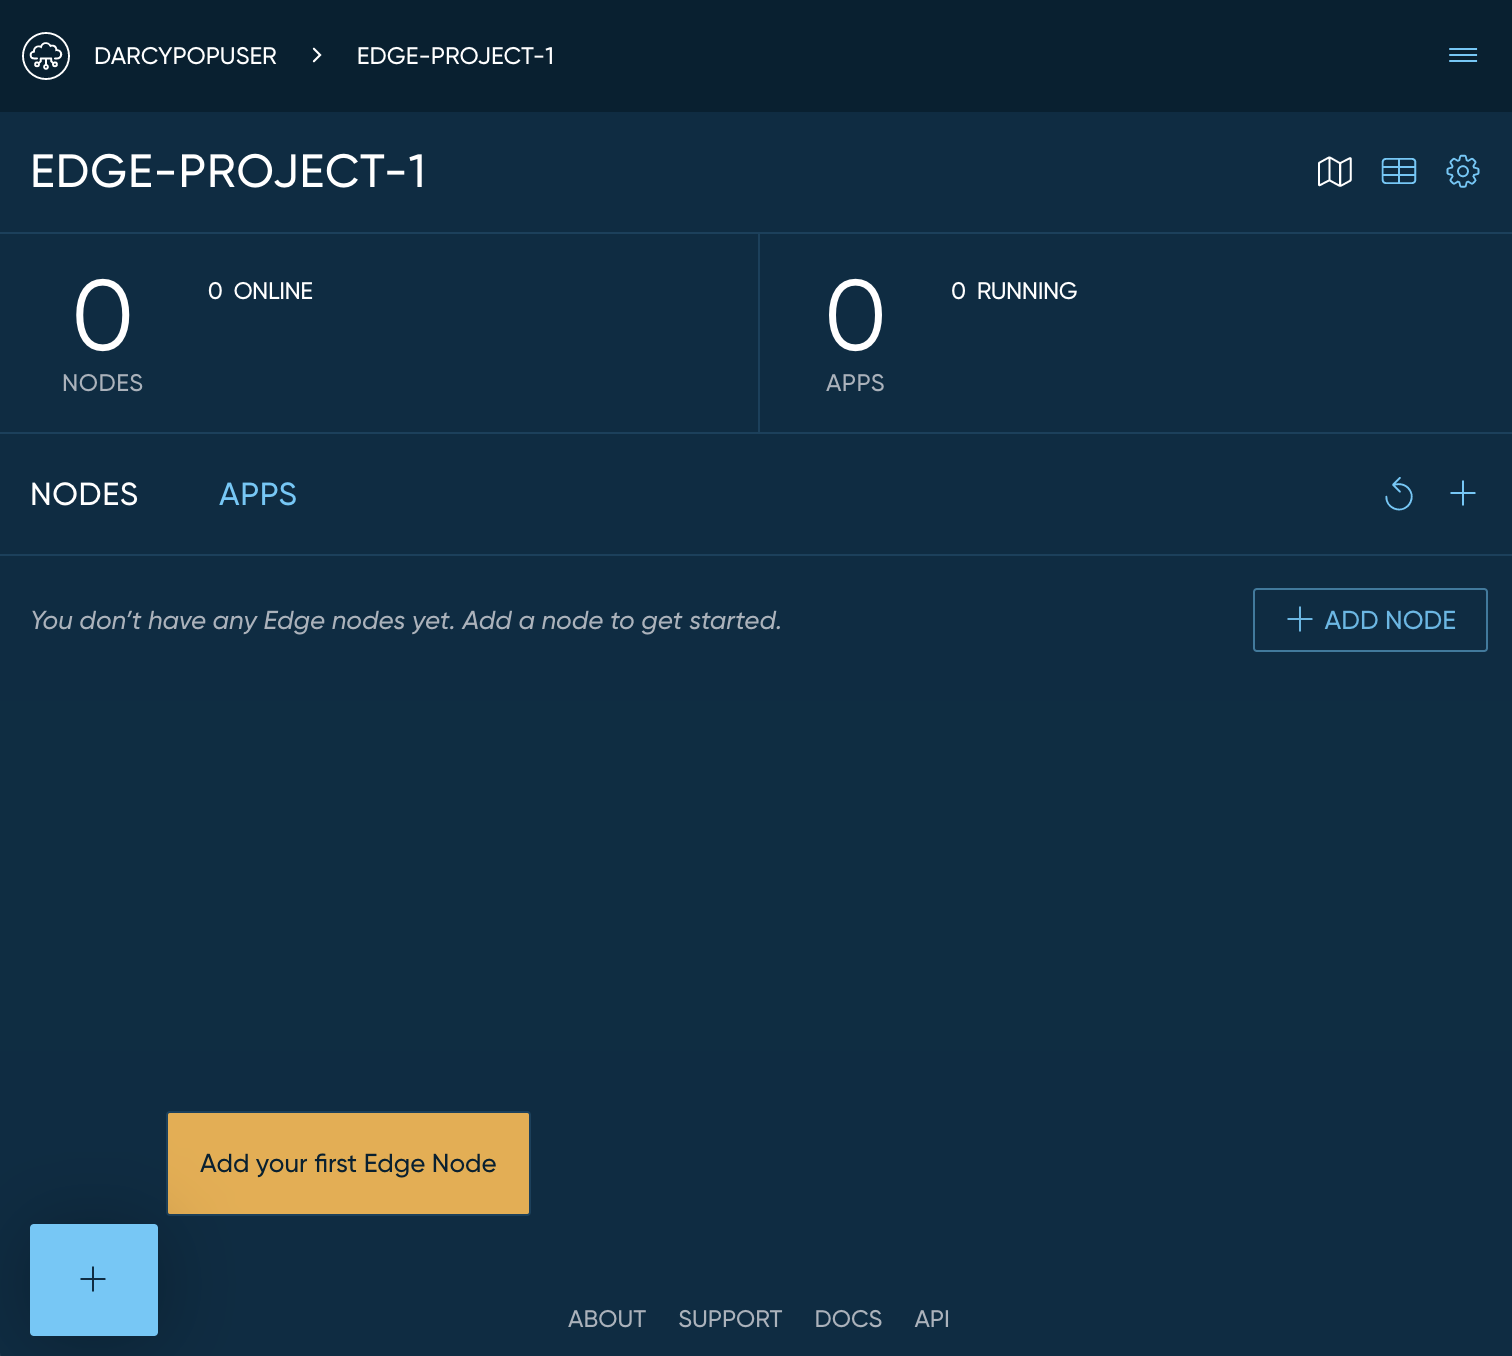 DARCYPOPUSER > EDGE-PROJECT-1
EDGE-PROJECT-1
0 NODES
0 ONLINE
0 APPS
0 RUNNING
NODES APPS
You don’t have any Edge nodes yet. Add a node to get started.
ADD NODE
Add your first Edge Node
ABOUT SUPPORT DOCS API